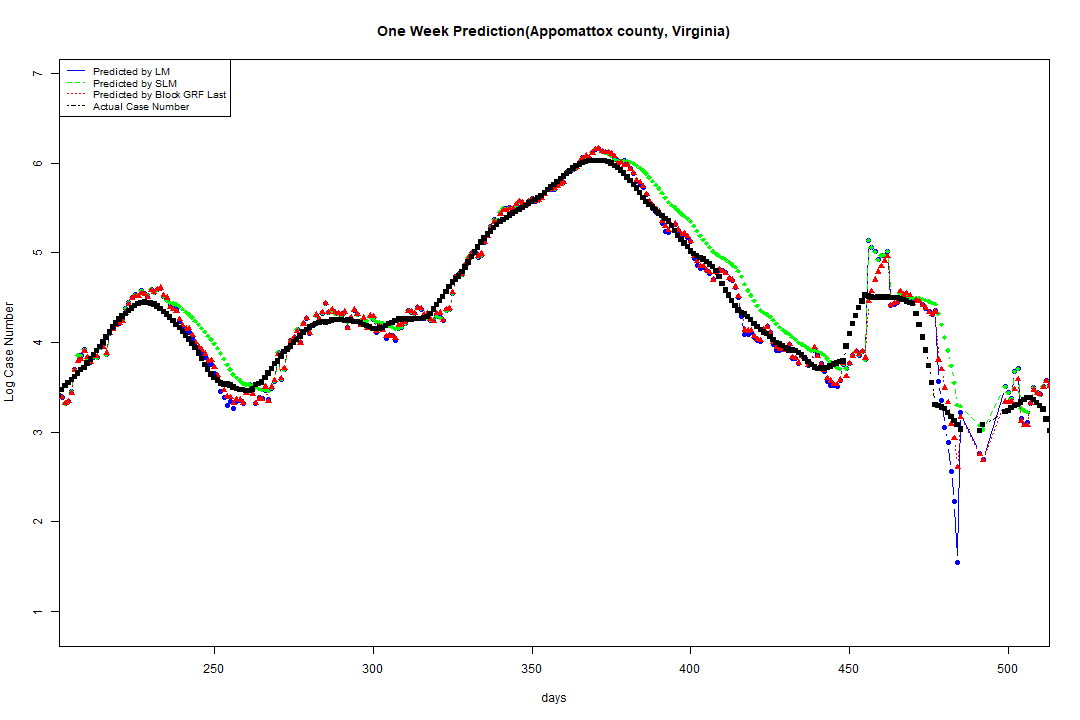 One Week Prediction(Appomattox county, Virginia)
7
Predicted by LM
Predicted by SLM
Predicted by Block GRF Last
Actual Case Number
6
5
4
3
2
1
Log Case Number
250 300 350 400 450 500
days